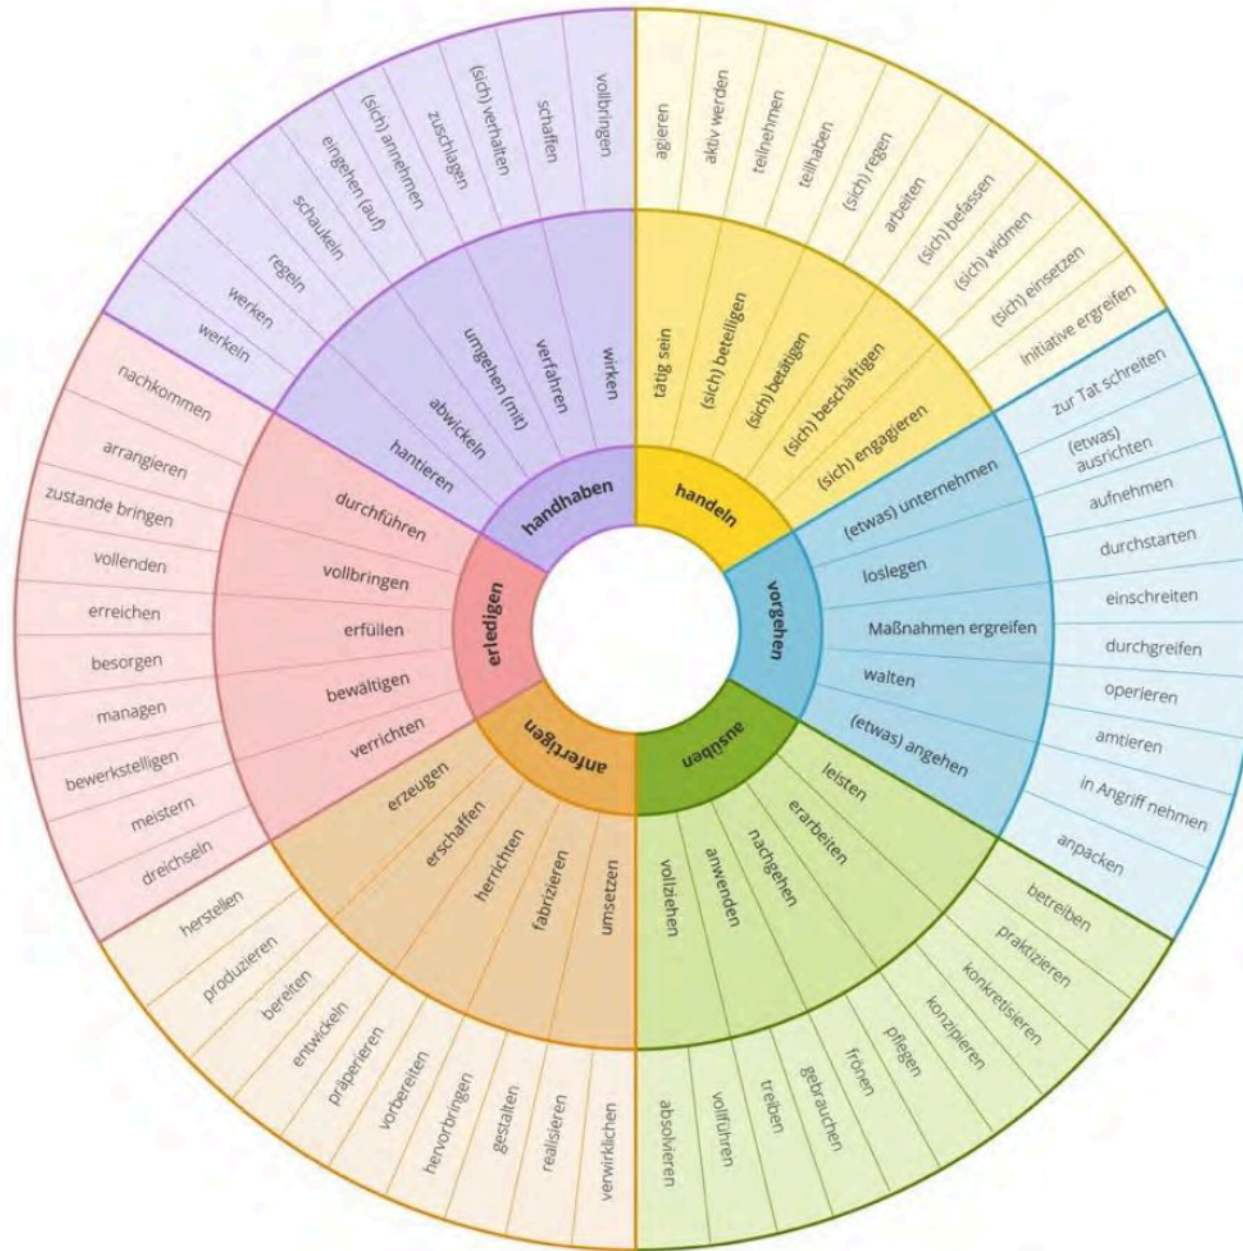 handeln
tätig sein
(sich) beteiligen
(sich) betätigen
(sich) beschäftigen
(sich) engagieren
agieren
aktiv werden
teilnehmen
teilhaben
(sich) regen
arbeiten
(sich) befassen
(sich) widmen
(sich) einsetzen
Initiative ergreifen
vorgehen
(etwas) unternehmen
loslegen
Maßnahmen ergreifen
walten
(etwas) angehen
zur Tat schreiten
(etwas)
ausrichten
aufnehmen
durchstarten
einschreiten
durchgreifen
operieren
amtieren
in Angriff nehmen
anpacken
ausüben
leisten
erarbeiten
nachgehen
anwenden
vollziehen
betreiben
praktizieren
konkretisieren
konzipieren
pflegen
frönen
gebrauchen
treiben
vollführen
absolvieren
anfertigen
umsetzen
fabrizieren
herrichten
erschaffen
erzeugen
verwirklichen
realisieren
gestalten
hervorbringen
vorbereiten
präperieren
entwickeln
bereiten
produzieren
herstellen
erledigen
verrichten
bewältigen
erfüllen
vollbringen
durchführen
dreichseln
meistern
bewerkstelligen
managen
besorgen
erreichen
vollenden
zustande bringen
arrangieren
nachkommen
handhaben
hantieren
abwickeln
umgehen (mit)
verfahren
wirken
werkeln
werken
regeln
schaukeln
eingehen (auf)
(sich) annehmen
zuschlagen
(sich) verhalten
schaffen
vollbringen